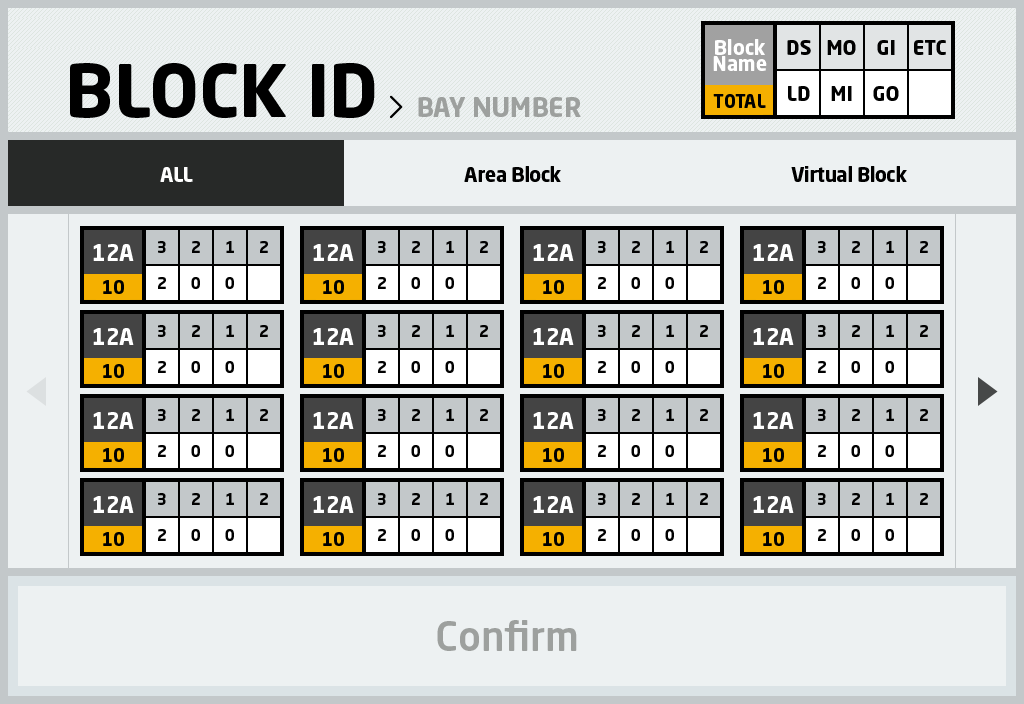 BLOCK ID > BAY NUMBER
Block Name DS MO GI ETC
TOTAL LD MI GO
ALL Area Block Virtual Block
12A 3 2 1 2 12A 3 2 1 2 12A 3 2 1 2 12A 3 2 1 2
10 2 0 0 10 2 0 0 10 2 0 0 10 2 0 0
12A 3 2 1 2 12A 3 2 1 2 12A 3 2 1 2 12A 3 2 1 2
10 2 0 0 10 2 0 0 10 2 0 0 10 2 0 0
12A 3 2 1 2 12A 3 2 1 2 12A 3 2 1 2 12A 3 2 1 2
10 2 0 0 10 2 0 0 10 2 0 0 10 2 0 0
12A 3 2 1 2 12A 3 2 1 2 12A 3 2 1 2 12A 3 2 1 2
10 2 0 0 10 2 0 0 10 2 0 0 10 2 0 0
Confirm